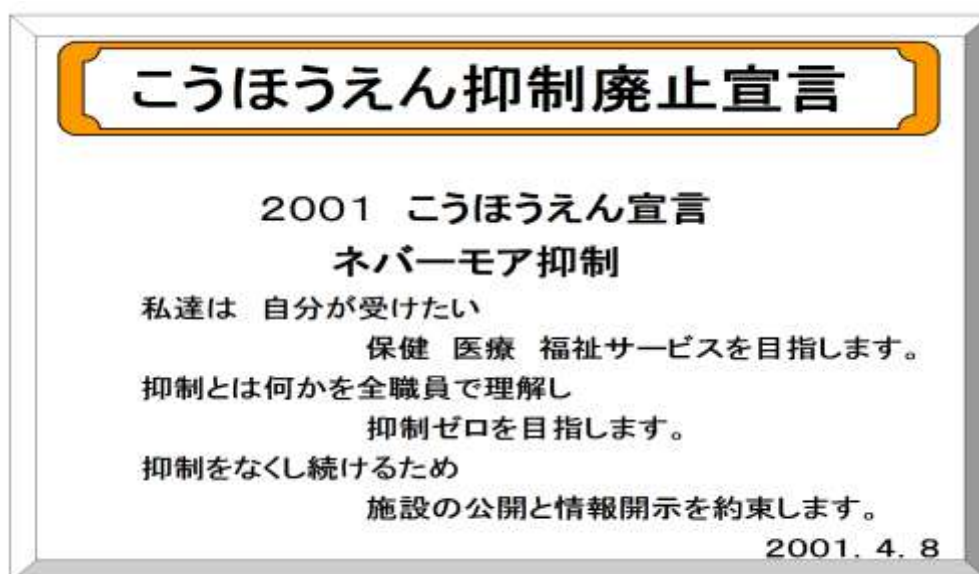 こうほうえん抑制廃止宣言
2001 こうほうえん宣言
ネバーモア抑制
私達は 自分が受けたい
保健 医療 福祉サービスを目指します。
抑制とは何かを全職員で理解し
抑制ゼロを目指します。
抑制をなくし続けるため
施設の公開と情報開示を約束します。
2001. 4. 8